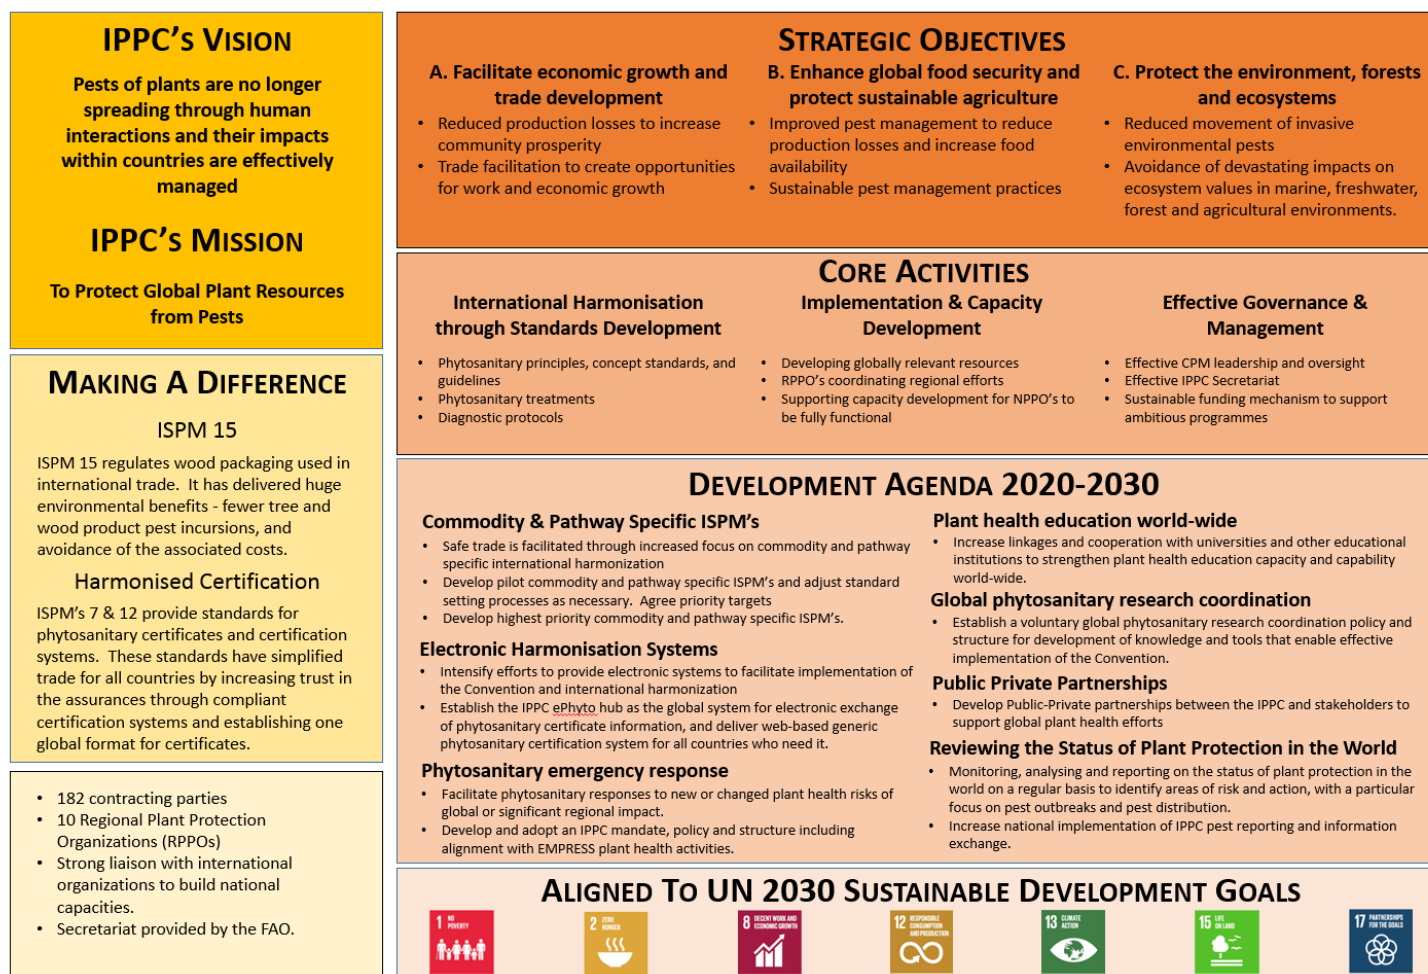 IPPC's Vision
Pests of plants are no longer
spreading through human
interactions and their impacts
within countries are effectively
managed
IPPC's Mission
To Protect Global Plant Resources
from Pests
Making A Difference
ISPM 15
ISPM 15 regulates wood packaging used in
international trade.  It has delivered huge
environmental benefits - fewer tree and
wood product pest incursions, and
avoidance of the associated costs.
Harmonised Certification
ISPM's 7 & 12 provide standards for
phytosanitary certificates and certification
systems.  These standards have simplified
trade for all countries by increasing trust in
the assurances through compliant
certification systems and establishing one
global format for certificates.
• 182 contracting parties
• 10 Regional Plant Protection
Organizations (RPPOs)
• Strong liaison with international
organizations to build national
capacities.
• Secretariat provided by the FAO.
Strategic Objectives
A. Facilitate economic growth and
trade development
• Reduced production losses to increase
community prosperity
• Trade facilitation to create opportunities
for work and economic growth
B. Enhance global food security and
protect sustainable agriculture
• Improved pest management to reduce
production losses and increase food
availability
• Sustainable pest management practices
C. Protect the environment, forests
and ecosystems
• Reduced movement of invasive
environmental pests
• Avoidance of devastating impacts on
ecosystem values in marine, freshwater,
forest and agricultural environments.
Core Activities
International Harmonisation
through Standards Development
• Phytosanitary principles, concept standards, and
guidelines
• Phytosanitary treatments
• Diagnostic protocols
Implementation & Capacity
Development
• Developing globally relevant resources
• RPPO's coordinating regional efforts
• Supporting capacity development for NPPO's to
be fully functional
Effective Governance &
Management
• Effective CPM leadership and oversight
• Effective IPPC Secretariat
• Sustainable funding mechanism to support
ambitious programmes
Development Agenda 2020-2030
Commodity & Pathway Specific ISPM's
• Safe trade is facilitated through increased focus on commodity and pathway
specific international harmonization
• Develop pilot commodity and pathway specific ISPM's and adjust standard
setting processes as necessary.  Agree priority targets
• Develop highest priority commodity and pathway specific ISPM's.
Electronic Harmonisation Systems
• Intensify efforts to provide electronic systems to facilitate implementation of
the Convention and international harmonization
• Establish the IPPC ePhyto hub as the global system for electronic exchange
of phytosanitary certificate information, and deliver web-based generic
phytosanitary certification system for all countries who need it.
Phytosanitary emergency response
• Facilitate phytosanitary responses to new or changed plant health risks of
global or significant regional impact.
• Develop and adopt an IPPC mandate, policy and structure including
alignment with EMPRESS plant health activities.
Plant health education world-wide
• Increase linkages and cooperation with universities and other educational
institutions to strengthen plant health education capacity and capability
world-wide.
Global phytosanitary research coordination
• Establish a voluntary global phytosanitary research coordination policy and
structure for development of knowledge and tools that enable effective
implementation of the Convention.
Public Private Partnerships
• Develop Public-Private partnerships between the IPPC and stakeholders to
support global plant health efforts
Reviewing the Status of Plant Protection in the World
• Monitoring, analysing and reporting on the status of plant protection in the
world on a regular basis to identify areas of risk and action, with a particular
focus on pest outbreaks and pest distribution.
• Increase national implementation of IPPC pest reporting and information
exchange.
Aligned To UN 2030 Sustainable Development Goals
1 NO
POVERTY
2 ZERO
HUNGER
8 DECENT WORK AND
ECONOMIC GROWTH
12 RESPONSIBLE
CONSUMPTION
AND PRODUCTION
13 CLIMATE
ACTION
15 LIFE
ON LAND
17 PARTNERSHIPS
FOR THE GOALS